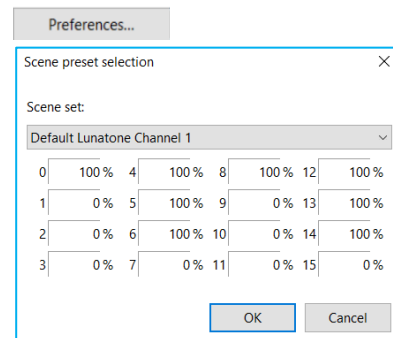 Preferences...
Scene preset selection
Scene set:
Default Lunatone Channel 1
0 100 % 4 100 % 8 100 % 12 100 %
1 0 % 5 100 % 9 0 % 13 100 %
2 0 % 6 100 % 10 0 % 14 100 %
3 0 % 7 0 % 11 0 % 15 0 %
OK Cancel